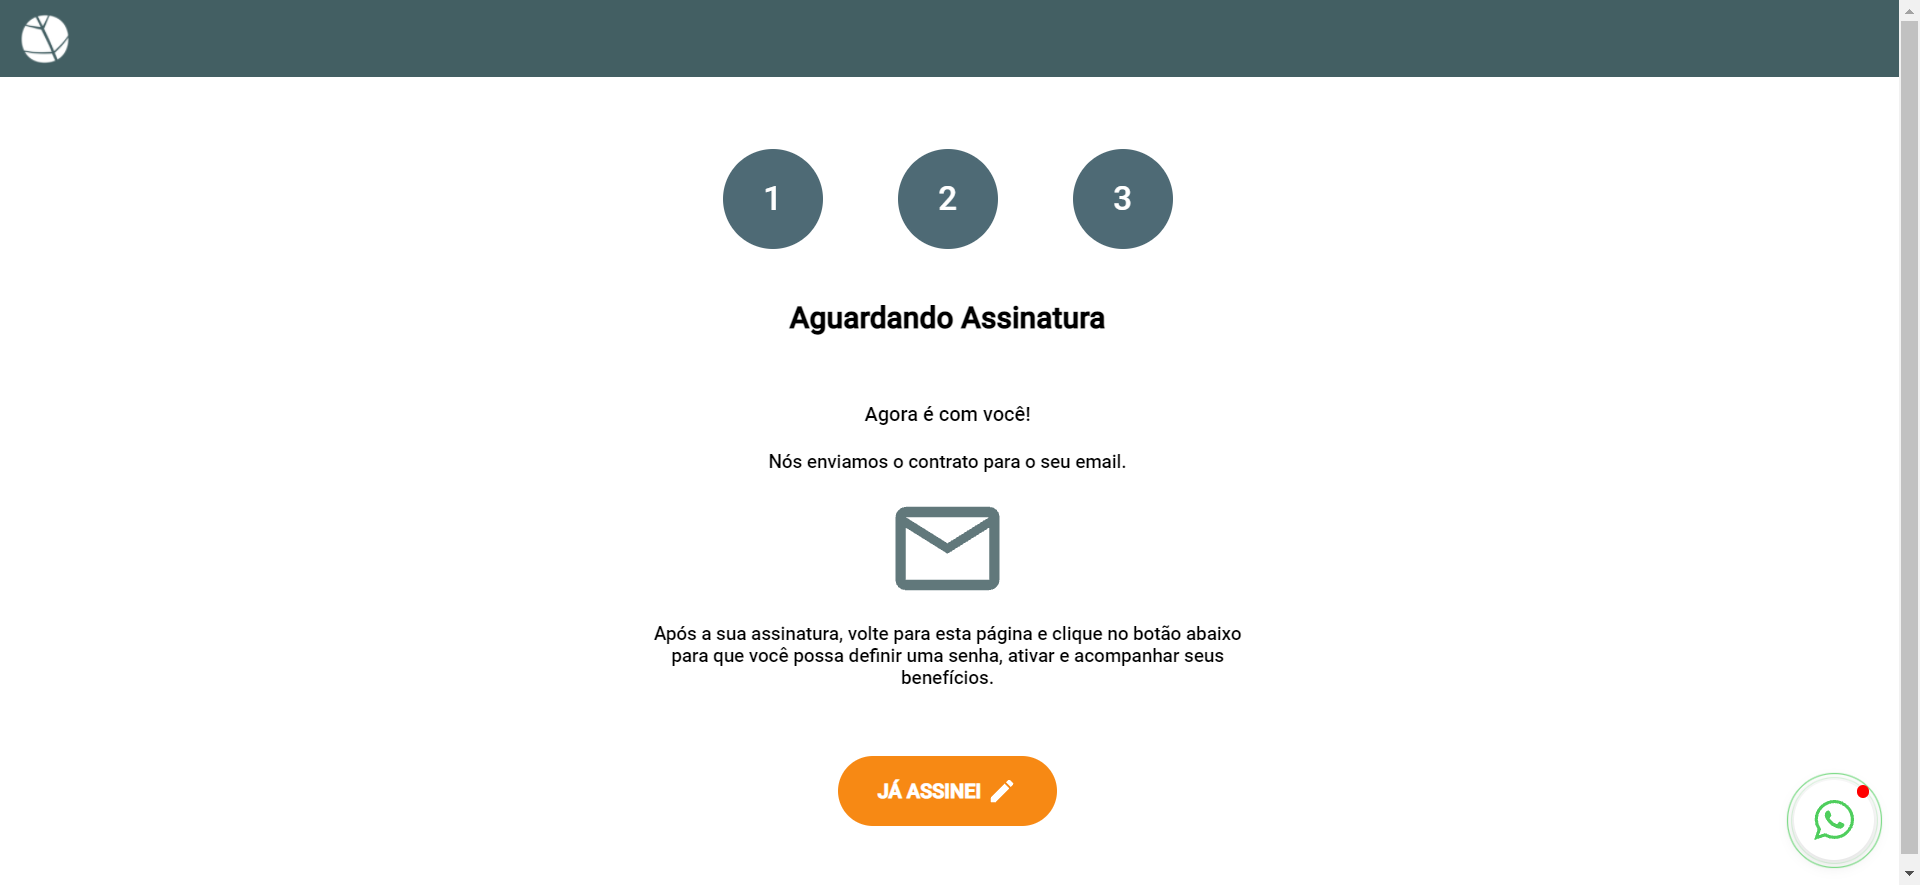 1 2 3
Aguardando Assinatura
Agora é com você!
Nós enviamos o contrato para o seu email.
Após a sua assinatura, volte para esta página e clique no botão abaixo
para que você possa definir uma senha, ativar e acompanhar seus
benefícios.
JÁ ASSINEI